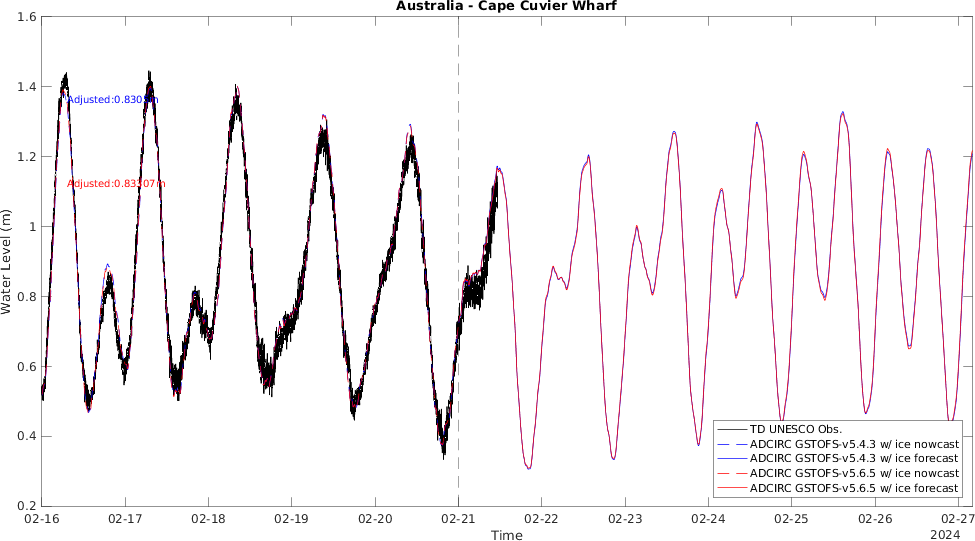 Australia - Cape Cuvier Wharf
1.6
1.4
1.2
1
0.8
0.6
0.4
0.2
Water Level (m)
Adjusted:0.83307m
TD UNESCO Obs.
ADCIRC GSTOFS-v5.4.3 w/ ice nowcast
ADCIRC GSTOFS-v5.4.3 w/ ice forecast
ADCIRC GSTOFS-v5.6.5 w/ ice nowcast
ADCIRC GSTOFS-v5.6.5 w/ ice forecast
02-16
02-17
02-18
02-19
02-20
02-21
02-22
02-23
02-24
02-25
02-26
02-27
Time
2024